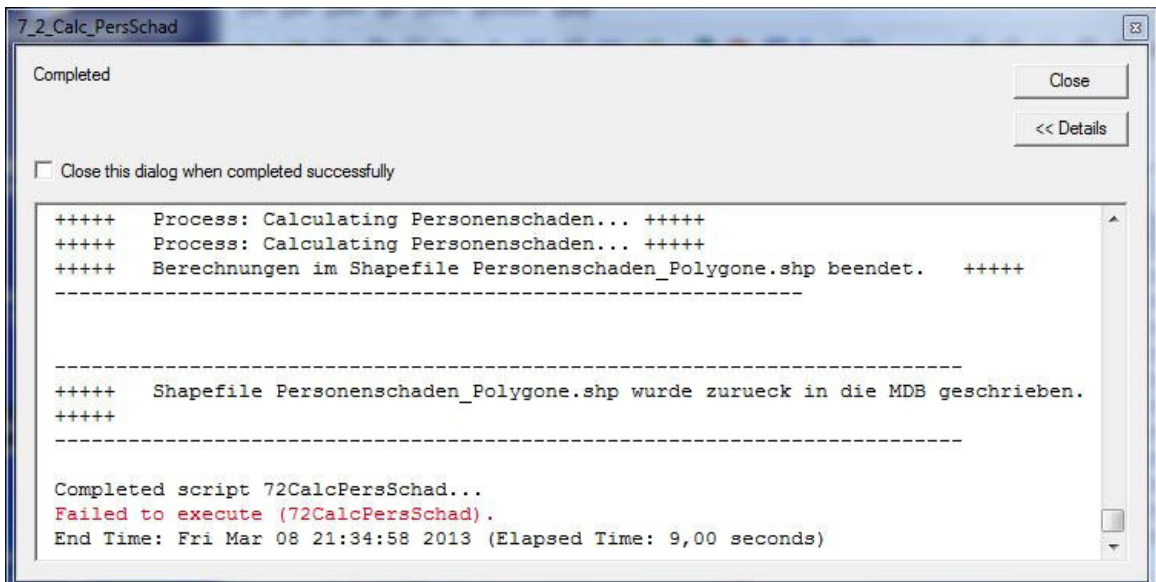 7_2_Calc_PersSchad
Completed
Close
<< Details
Close this dialog when completed successfully
+++++   Process: Calculating Personenschaden... +++++
+++++   Process: Calculating Personenschaden... +++++
+++++   Berechnungen im Shapefile Personenschaden_Polygone.shp beendet.   +++++
--------------------------------------------------------------
---------------------------------------------------------------------------
+++++   Shapefile Personenschaden_Polygone.shp wurde zurueck in die MDB geschrieben.
+++++
---------------------------------------------------------------------------
Completed script 72CalcPersSchad...
Failed to execute (72CalcPersSchad).
End Time: Fri Mar 08 21:34:58 2013 (Elapsed Time: 9,00 seconds)